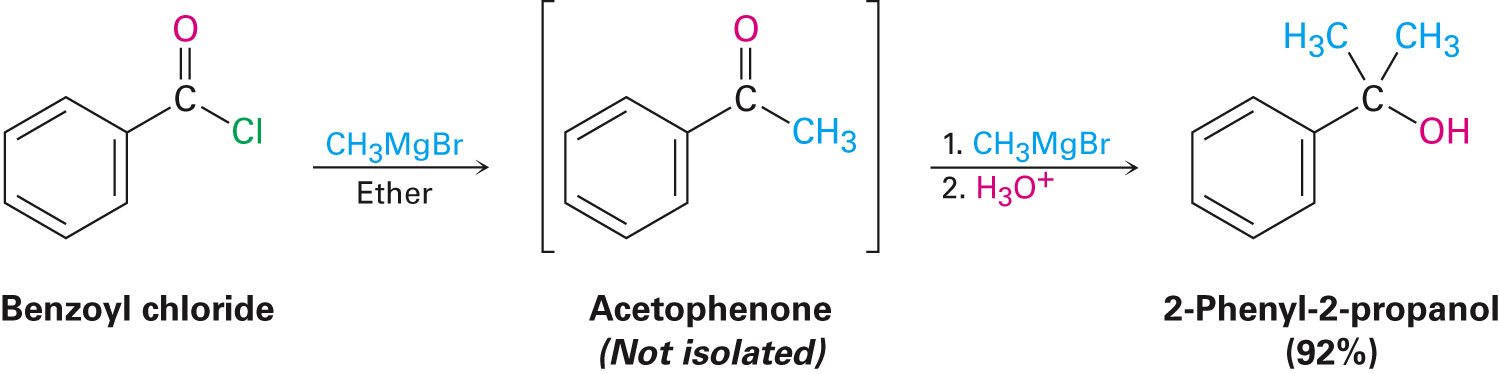 O
C
Cl
CH₃MgBr
Ether
O
C
CH₃
1. CH₃MgBr
2. H₃O⁺
H₃C CH₃
C
OH
Benzoyl chloride
Acetophenone
(Not isolated)
2-Phenyl-2-propanol
(92%)